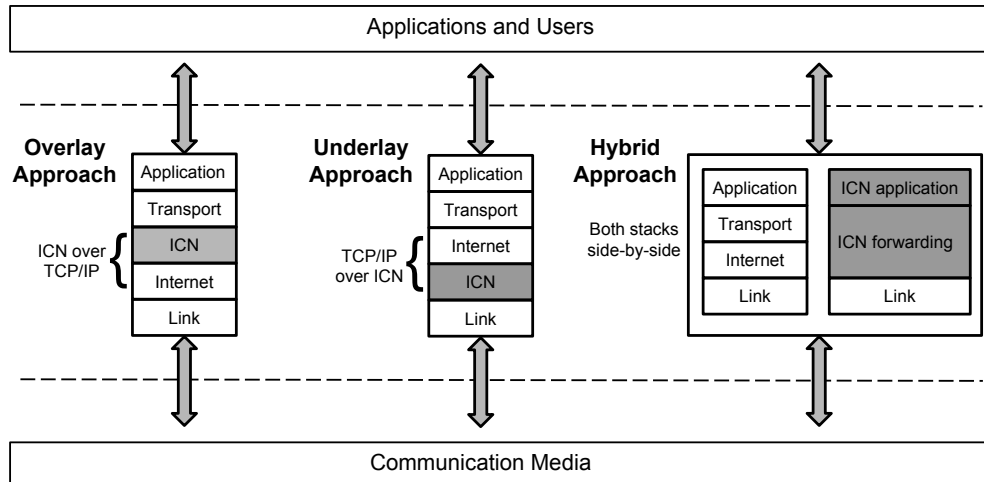 Applications and Users
Overlay
Approach
ICN over
TCP/IP
Application
Transport
ICN
Internet
Link
Underlay
Approach
TCP/IP
over ICN
Application
Transport
Internet
ICN
Link
Hybrid
Approach
Both stacks
side-by-side
Application
Transport
Internet
Link
ICN application
ICN forwarding
Link
Communication Media